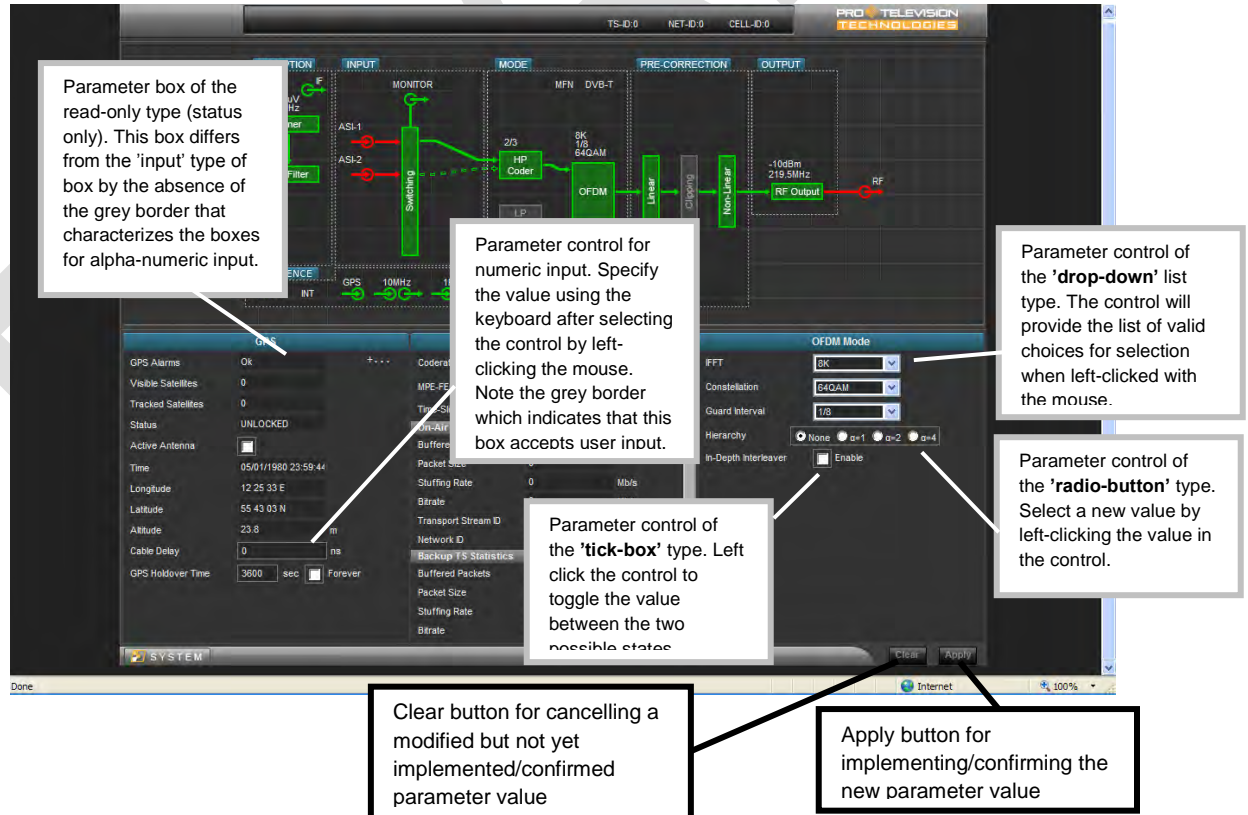 TS-ID:0 NET-ID:0 CELL-ID:0
PRO TELEVISION
TECHNOLOGIES
INPUT
MODE
PRE-CORRECTION
OUTPUT
Parameter box of the
read-only type (status
only). This box differs
from the 'input' type of
box by the absence of
the grey border that
characterizes the boxes
for alpha-numeric input.
IF
Filter
MONITOR
ASI-1
ASI-2
Switching
MFN DVB-T
2/3
HP
Coder
LP
8K
1/8
64QAM
OFDM
Linear
Clipping
Non-Linear
-10dBm
219.5MHz
RF Output
RF
INT
GPS
10MHz
Parameter control for
numeric input. Specify
the value using the
keyboard after selecting
the control by left-
clicking the mouse.
Note the grey border
which indicates that this
box accepts user input.
Parameter control of
the 'drop-down' list
type. The control will
provide the list of valid
choices for selection
when left-clicked with
the mouse.
GPS
GPS Alarms Ok +---
Visible Satellites 0
Tracked Satellites 0
Status UNLOCKED
Active Antenna
Time 05/01/1980 23:59:44
Longitude 12 25 33 E
Latitude 55 43 03 N
Altitude 23.8 m
Cable Delay 0 ns
GPS Holdover Time 3600 sec Forever
On-Air
Packet Size 0
Stuffing Rate 0 Mb/s
Bitrate
Transport Stream ID
Network ID
Backup TS Statistics
Buffered Packets
Packet Size
Stuffing Rate
Bitrate
OFDM Mode
IFFT 8K
Constellation 64QAM
Guard Interval 1/8
Hierarchy None α=1 α=2 α=4
In-Depth Interleaver Enable
Parameter control of
the 'radio-button' type.
Select a new value by
left-clicking the value in
the control.
Parameter control of
the 'tick-box' type. Left
click the control to
toggle the value
between the two
possible states
SYSTEM
Clear Apply
Done
Internet
100%
Clear button for cancelling a
modified but not yet
implemented/confirmed
parameter value
Apply button for
implementing/confirming the
new parameter value